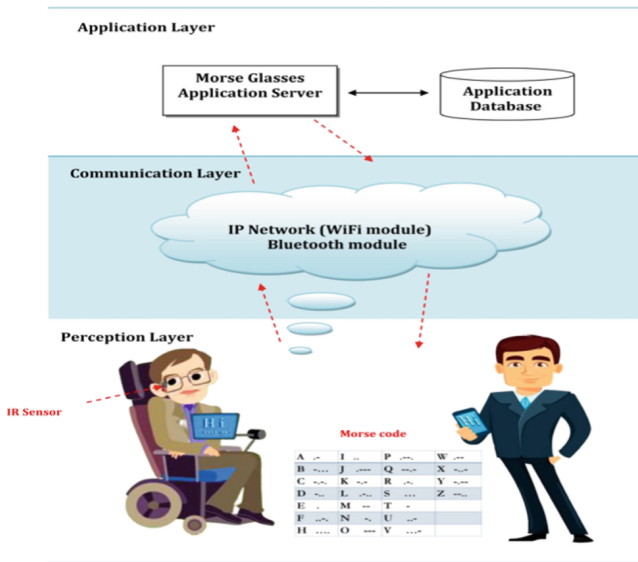 Application Layer
Morse Glasses
Application Server
Application
Database
Communication Layer
IP Network (WiFi module)
Bluetooth module
Perception Layer
IR Sensor
Hi
Morse code
A .- I .. P .--. W .--
B -... J .--- Q --.- X -..-
C -.-. K -.- R .-. Y -.--
D -.. L .-.. S ... Z --..
E . M -- T -
F ..-. N -. U ..-
H .... O --- V ...-